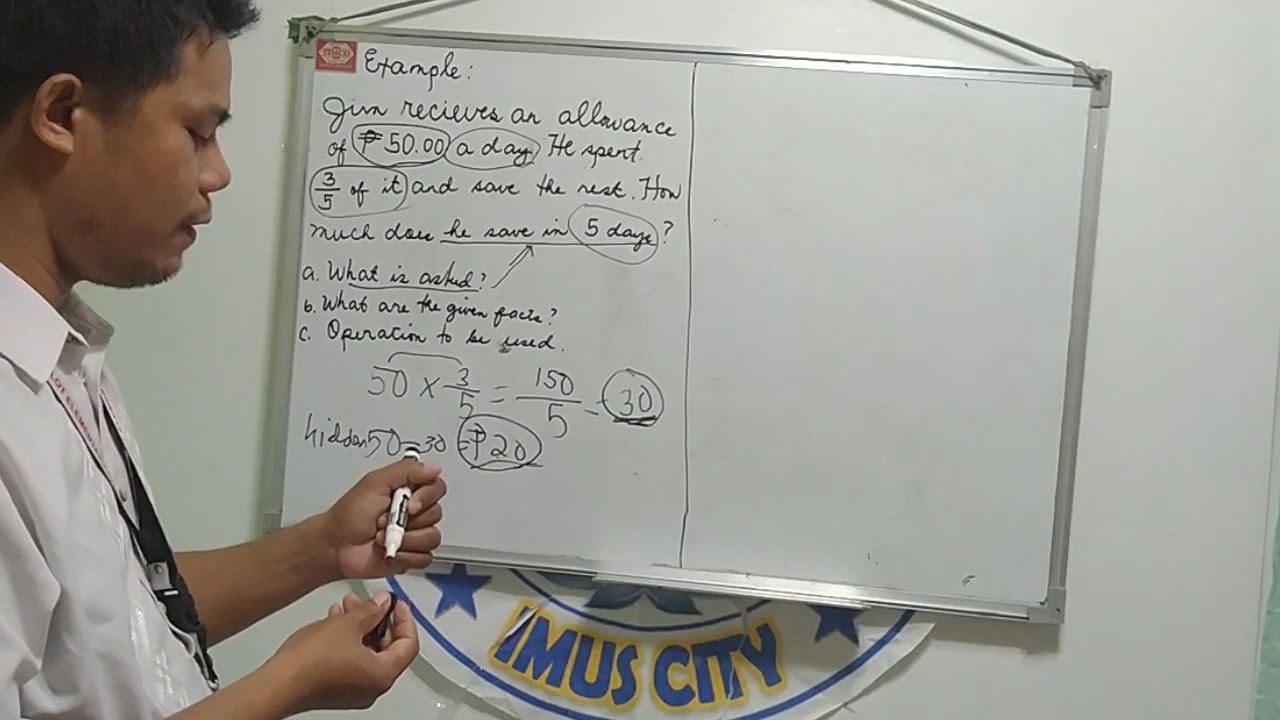 Example:
Jim recieves an allowance
of ₱50.00 a day. He spent
3/5 of it and save the rest. How
much does he save in 5 days?
a. What is asked?
b. What are the given facts?
c. Operation to be used.
50 x 3/5 = 150/5 = 30
hidden 50 - 30 = ₱20
IMUS CITY